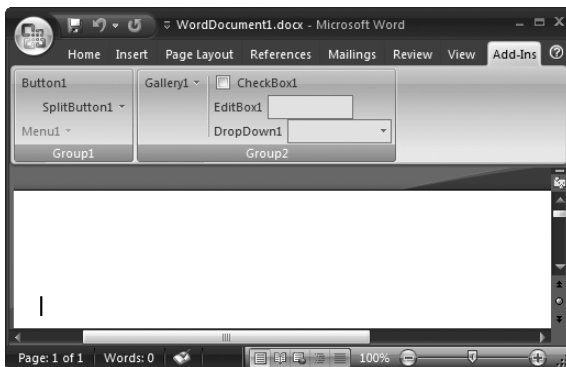 WordDocument1.docx - Microsoft Word
Home Insert Page Layout References Mailings Review View Add-Ins
Button1 Gallery1 CheckBox1
SplitButton1 EditBox1
Menu1 DropDown1
Group1 Group2
Page: 1 of 1 Words: 0 100%